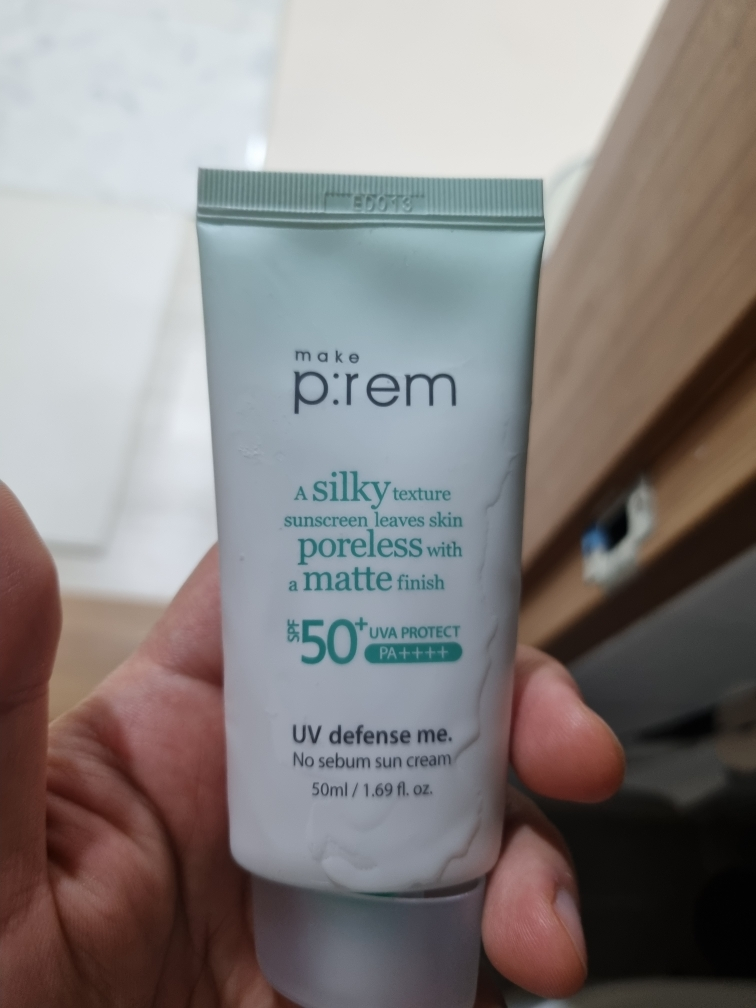 E0013
make
p:rem
A silky texture
sunscreen leaves skin
poreless with
a matte finish
SPF 50+ UVA PROTECT
PA++++
UV defense me.
No sebum sun cream
50ml / 1.69 fl. oz.